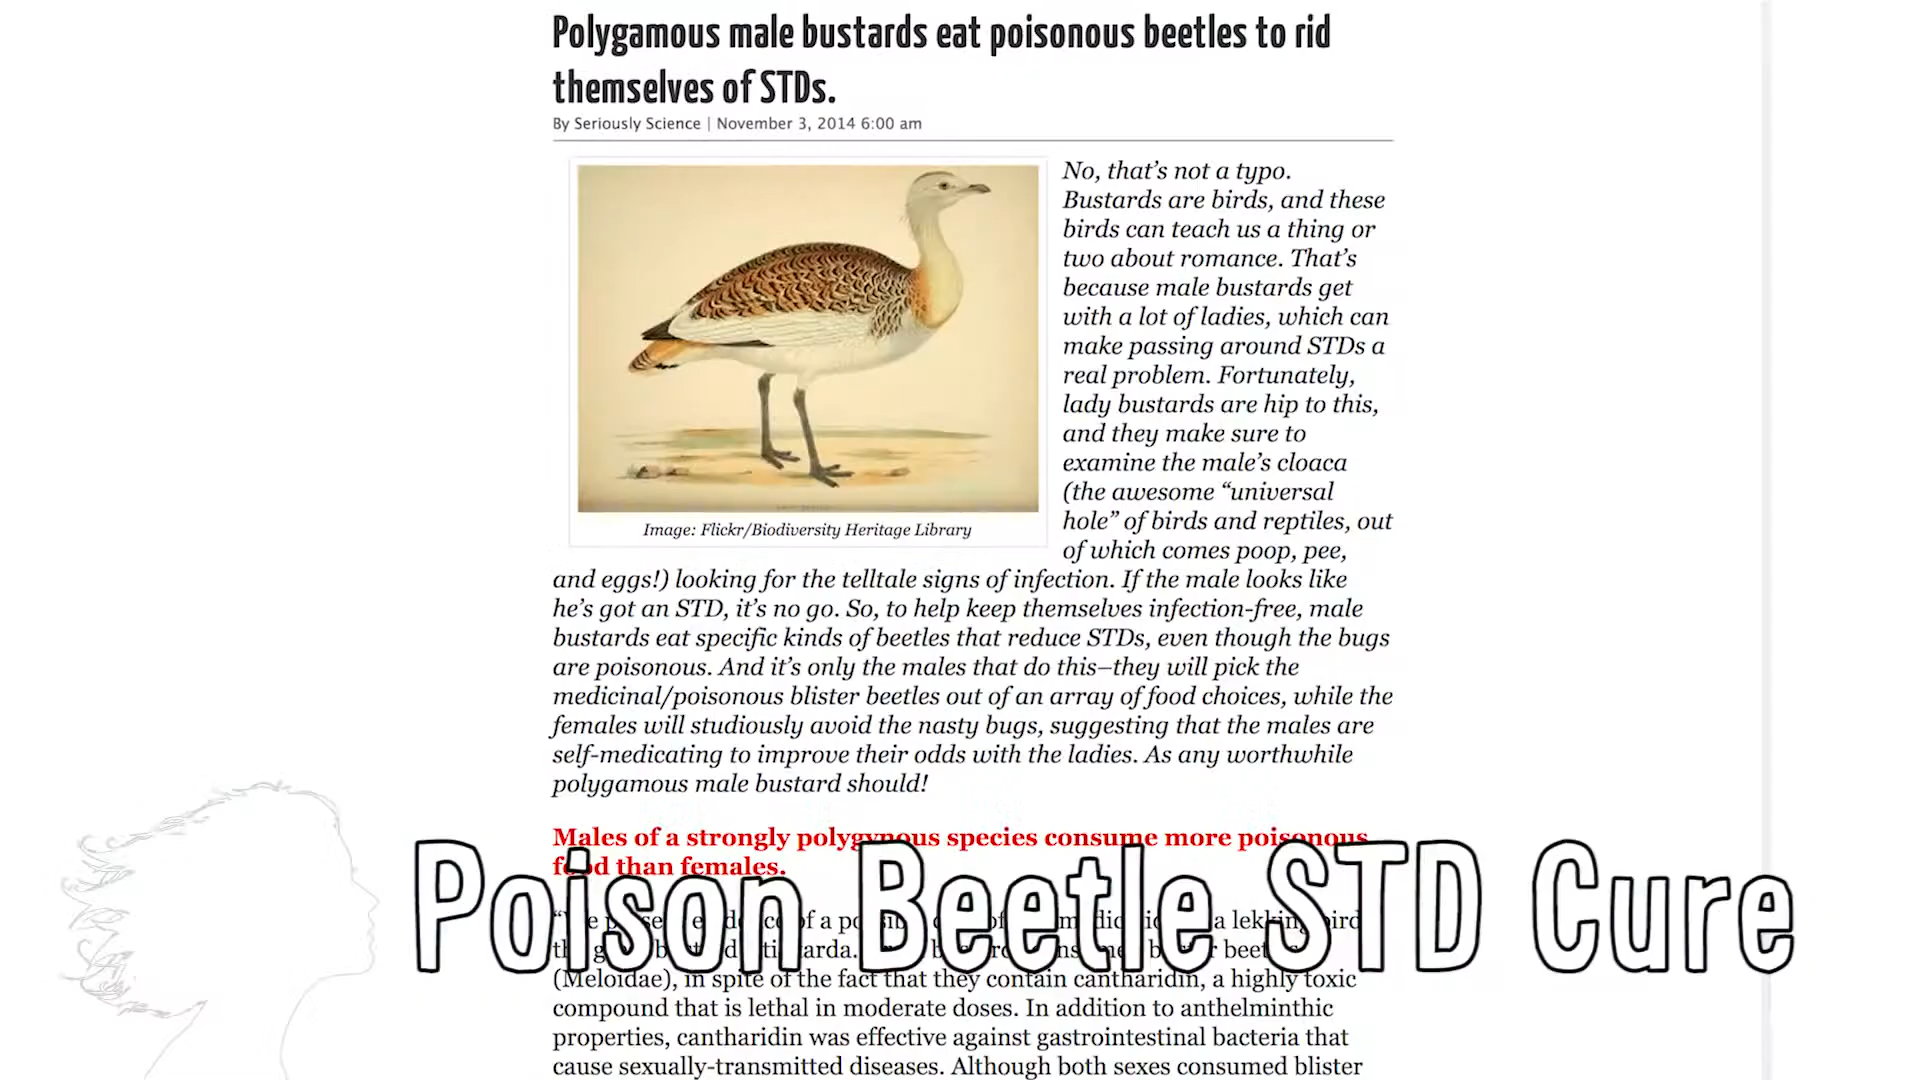 Polygamous male bustards eat poisonous beetles to rid
themselves of STDs.
By Seriously Science | November 3, 2014 6:00 am
No, that's not a typo.
Bustards are birds, and these
birds can teach us a thing or
two about romance. That's
because male bustards get
with a lot of ladies, which can
make passing around STDs a
real problem. Fortunately,
lady bustards are hip to this,
and they make sure to
examine the male's cloaca
(the awesome “universal
hole” of birds and reptiles, out
of which comes poop, pee,
Image: Flickr/Biodiversity Heritage Library
and eggs!) looking for the telltale signs of infection. If the male looks like
he's got an STD, it's no go. So, to help keep themselves infection-free, male
bustards eat specific kinds of beetles that reduce STDs, even though the bugs
are poisonous. And it's only the males that do this–they will pick the
medicinal/poisonous blister beetles out of an array of food choices, while the
females will studiously avoid the nasty bugs, suggesting that the males are
self-medicating to improve their odds with the ladies. As any worthwhile
polygamous male bustard should!
Males of a strongly polygynous species consume more poisonous
food than females.
Poison Beetle STD Cure
of a lekking bird
(Meloidae), in spite of the fact that they contain cantharidin, a highly toxic
compound that is lethal in moderate doses. In addition to anthelminthic
properties, cantharidin was effective against gastrointestinal bacteria that
cause sexually-transmitted diseases. Although both sexes consumed blister